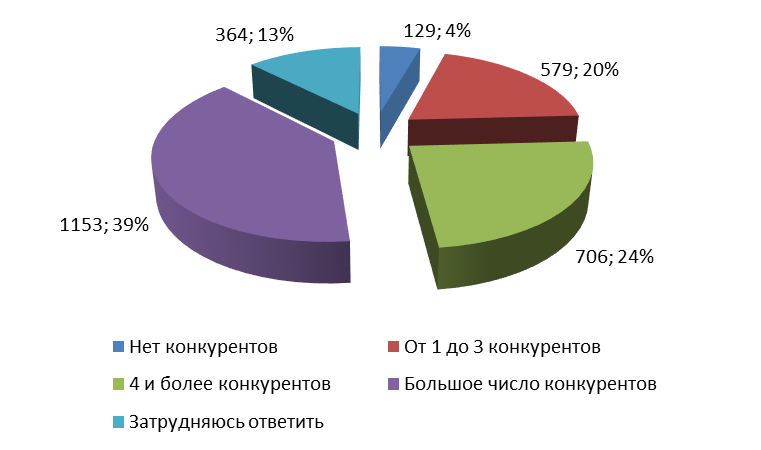 364; 13%
129; 4%
579; 20%
1153; 39%
706; 24%
Нет конкурентов
От 1 до 3 конкурентов
4 и более конкурентов
Большое число конкурентов
Затрудняюсь ответить